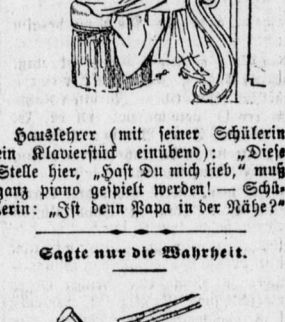 Hauslehrer (mit seiner Schülerin
ein Klavierstück einübend): „Diese
Stelle hier, „Hast Du mich lieb,“ muß
ganz piano gespielt werden! — Schü-
lerin: „Ist denn Papa in der Nähe?“
Sagte nur die Wahrheit.